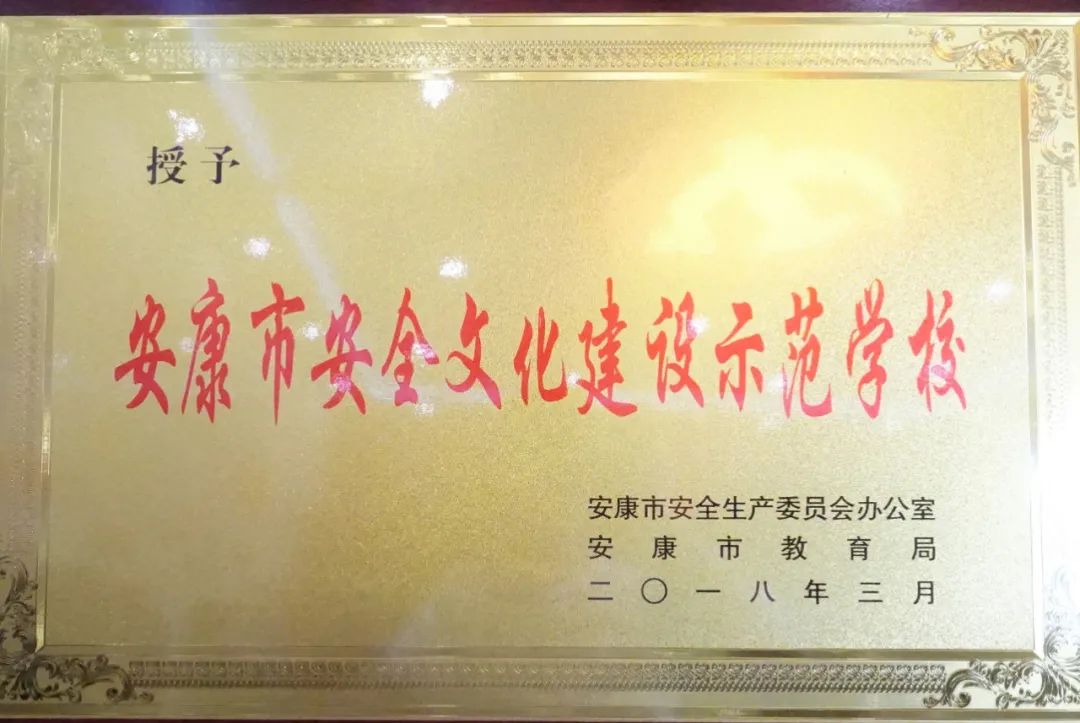 授予
安康市安全文化建设示范学校
安康市安全生产委员会办公室
安康市教育局
二〇一八年三月